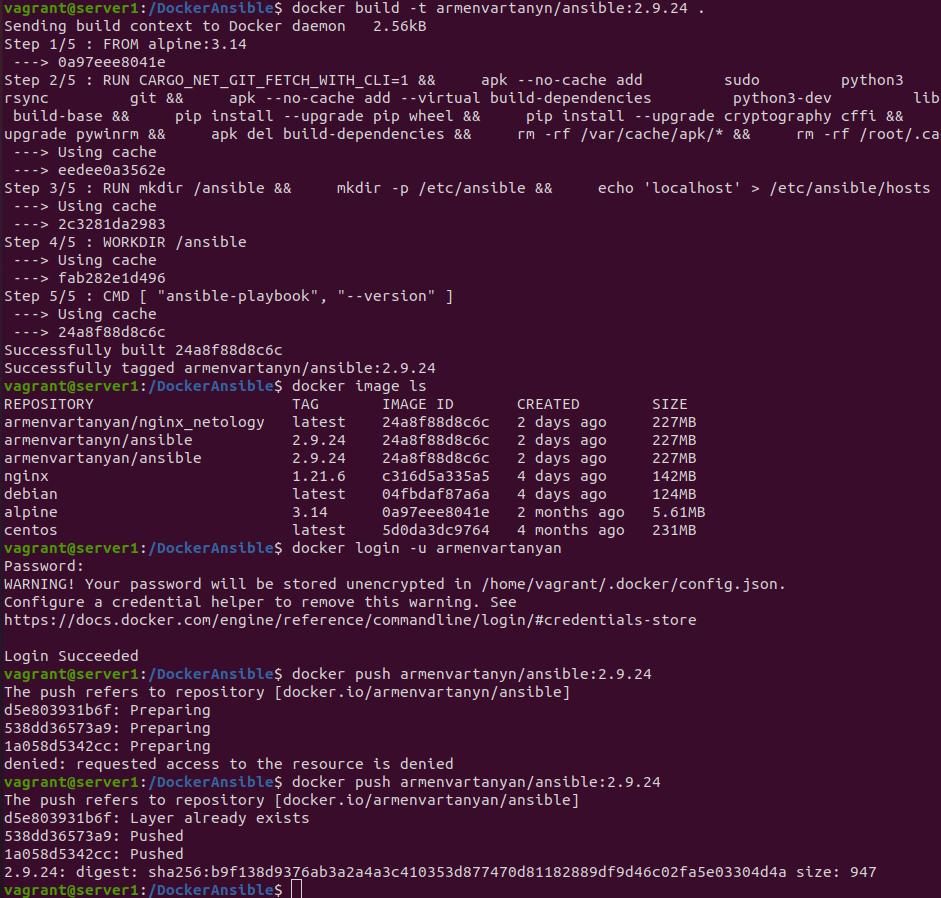 vagrant@server1:/DockerAnsible$ docker build -t armenvartanyn/ansible:2.9.24 .
Sending build context to Docker daemon   2.56kB
Step 1/5 : FROM alpine:3.14
 ---> 0a97eee8041e
Step 2/5 : RUN CARGO_NET_GIT_FETCH_WITH_CLI=1 &&     apk --no-cache add         sudo         python3
rsync         git &&     apk --no-cache add --virtual build-dependencies         python3-dev         lib
 build-base &&     pip install --upgrade pip wheel &&     pip install --upgrade cryptography cffi &&
upgrade pywinrm &&     apk del build-dependencies &&     rm -rf /var/cache/apk/* &&     rm -rf /root/.ca
 ---> Using cache
 ---> eedee0a3562e
Step 3/5 : RUN mkdir /ansible &&     mkdir -p /etc/ansible &&     echo 'localhost' > /etc/ansible/hosts
 ---> Using cache
 ---> 2c3281da2983
Step 4/5 : WORKDIR /ansible
 ---> Using cache
 ---> fab282e1d496
Step 5/5 : CMD [ "ansible-playbook", "--version" ]
 ---> Using cache
 ---> 24a8f88d8c6c
Successfully built 24a8f88d8c6c
Successfully tagged armenvartanyn/ansible:2.9.24
vagrant@server1:/DockerAnsible$ docker image ls
REPOSITORY                      TAG       IMAGE ID       CREATED        SIZE
armenvartanyan/nginx_netology   latest    24a8f88d8c6c   2 days ago     227MB
armenvartanyn/ansible           2.9.24    24a8f88d8c6c   2 days ago     227MB
armenvartanyan/ansible          2.9.24    24a8f88d8c6c   2 days ago     227MB
nginx                           1.21.6    c316d5a335a5   4 days ago     142MB
debian                          latest    04fbdaf87a6a   4 days ago     124MB
alpine                          3.14      0a97eee8041e   2 months ago   5.61MB
centos                          latest    5d0da3dc9764   4 months ago   231MB
vagrant@server1:/DockerAnsible$ docker login -u armenvartanyan
Password:
WARNING! Your password will be stored unencrypted in /home/vagrant/.docker/config.json.
Configure a credential helper to remove this warning. See
https://docs.docker.com/engine/reference/commandline/login/#credentials-store
Login Succeeded
vagrant@server1:/DockerAnsible$ docker push armenvartanyn/ansible:2.9.24
The push refers to repository [docker.io/armenvartanyn/ansible]
d5e803931b6f: Preparing
538dd36573a9: Preparing
1a058d5342cc: Preparing
denied: requested access to the resource is denied
vagrant@server1:/DockerAnsible$ docker push armenvartanyan/ansible:2.9.24
The push refers to repository [docker.io/armenvartanyan/ansible]
d5e803931b6f: Layer already exists
538dd36573a9: Pushed
1a058d5342cc: Pushed
2.9.24: digest: sha256:b9f138d9376ab3a2a4a3c410353d877470d81182889df9d46c02fa5e03304d4a size: 947
vagrant@server1:/DockerAnsible$